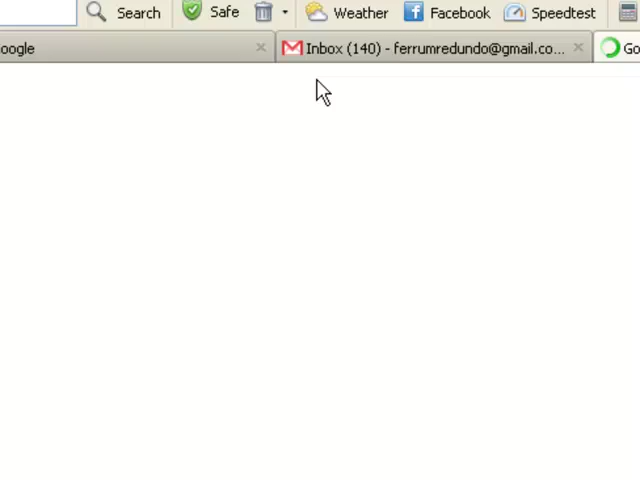 Search Safe Weather Facebook Speedtest
oogle Inbox (140) - ferrumredundo@gmail.co... Go